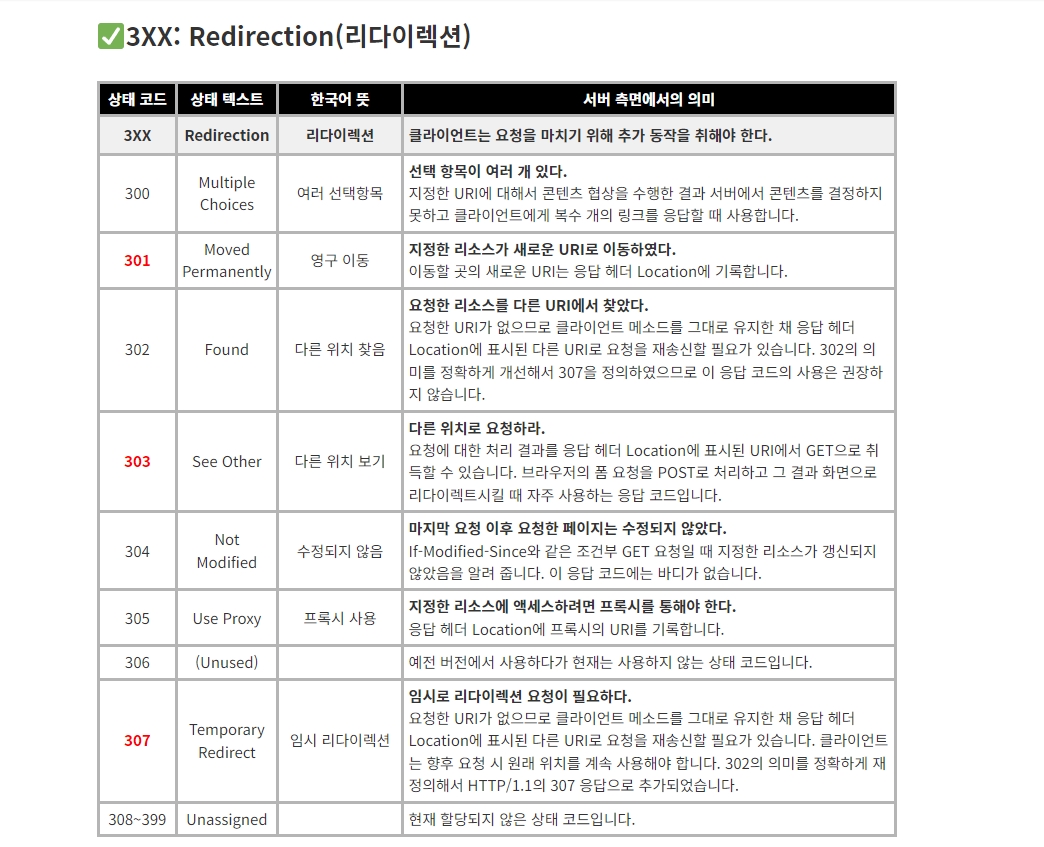 ✅3XX: Redirection(리다이렉션)
상태 코드 상태 텍스트 한국어 뜻 서버 측면에서의 의미
3XX Redirection 리다이렉션 클라이언트는 요청을 마치기 위해 추가 동작을 취해야 한다.
300 Multiple Choices 여러 선택항목 선택 항목이 여러 개 있다.
지정한 URI에 대해서 콘텐츠 협상을 수행한 결과 서버에서 콘텐츠를 결정하지
못하고 클라이언트에게 복수 개의 링크를 응답할 때 사용합니다.
301 Moved Permanently 영구 이동 지정한 리소스가 새로운 URI로 이동하였다.
이동할 곳의 새로운 URI는 응답 헤더 Location에 기록합니다.
302 Found 다른 위치 찾음 요청한 리소스를 다른 URI에서 찾았다.
요청한 URI가 없으므로 클라이언트 메소드를 그대로 유지한 채 응답 헤더
Location에 표시된 다른 URI로 요청을 재송신할 필요가 있습니다. 302의 의
미를 정확하게 개선해서 307을 정의하였으므로 이 응답 코드의 사용은 권장하
지 않습니다.
303 See Other 다른 위치 보기 다른 위치로 요청하라.
요청에 대한 처리 결과를 응답 헤더 Location에 표시된 URI에서 GET으로 취
득할 수 있습니다. 브라우저의 폼 요청을 POST로 처리하고 그 결과 화면으로
리다이렉트시킬 때 자주 사용하는 응답 코드입니다.
304 Not Modified 수정되지 않음 마지막 요청 이후 요청한 페이지는 수정되지 않았다.
If-Modified-Since와 같은 조건부 GET 요청일 때 지정한 리소스가 갱신되지
않았음을 알려 줍니다. 이 응답 코드에는 바디가 없습니다.
305 Use Proxy 프록시 사용 지정한 리소스에 액세스하려면 프록시를 통해야 한다.
응답 헤더 Location에 프록시의 URI를 기록합니다.
306 (Unused) 예전 버전에서 사용하다가 현재는 사용하지 않는 상태 코드입니다.
307 Temporary Redirect 임시 리다이렉션 임시로 리다이렉션 요청이 필요하다.
요청한 URI가 없으므로 클라이언트 메소드를 그대로 유지한 채 응답 헤더
Location에 표시된 다른 URI로 요청을 재송신할 필요가 있습니다. 클라이언트
는 향후 요청 시 원래 위치를 계속 사용해야 합니다. 302의 의미를 정확하게 재
정의해서 HTTP/1.1의 307 응답으로 추가되었습니다.
308~399 Unassigned 현재 할당되지 않은 상태 코드입니다.